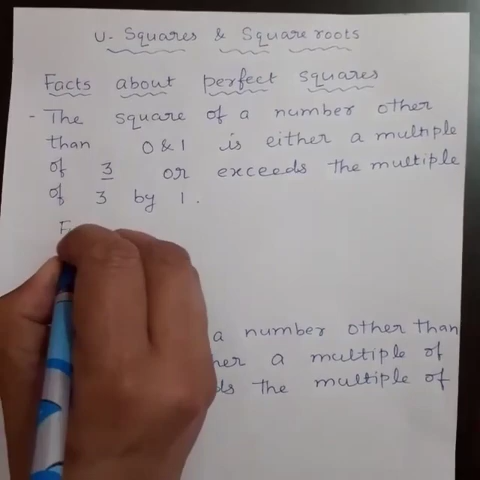 U- Squares & Square roots
Facts about perfect squares
- The square of a number other
than 0 & 1 is either a multiple
of 3 or exceeds the multiple
of 3 by 1.
a number other than
a multiple of
the multiple of